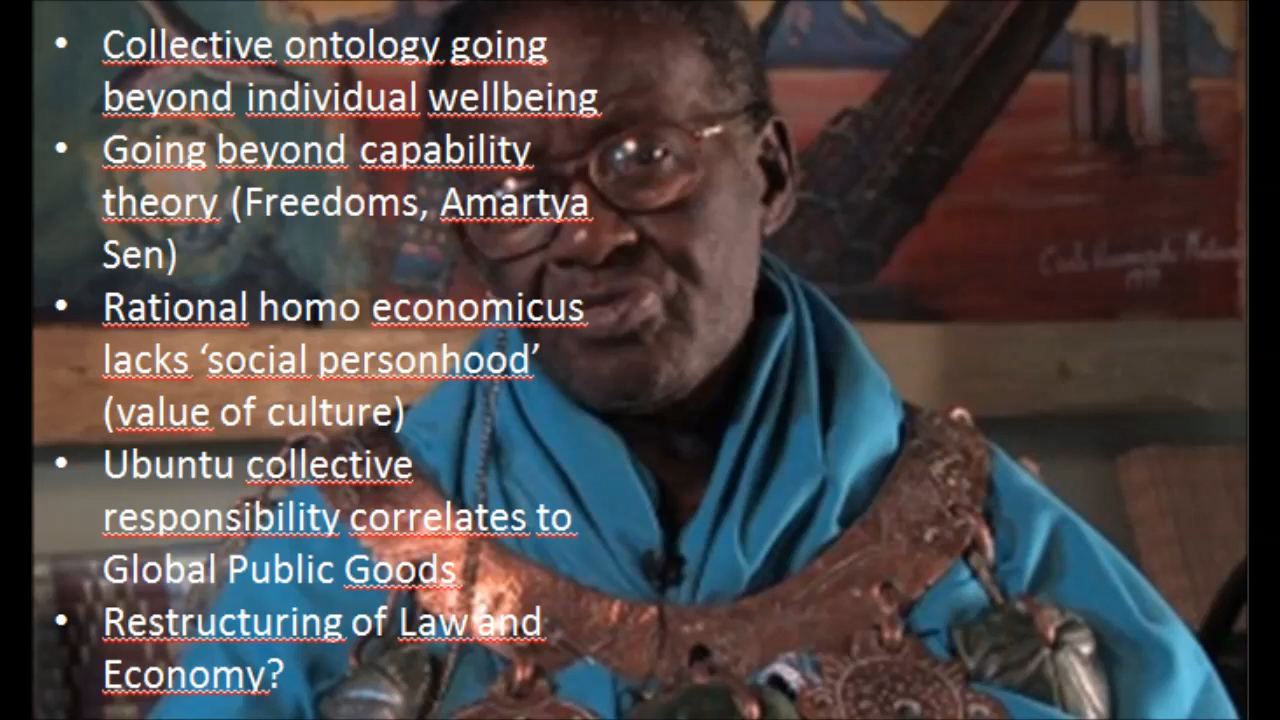 • Collective ontology going
beyond individual wellbeing
• Going beyond capability
theory (Freedoms, Amartya
Sen)
• Rational homo economicus
lacks ‘social personhood’
(value of culture)
• Ubuntu collective
responsibility correlates to
Global Public Goods
• Restructuring of Law and
Economy?